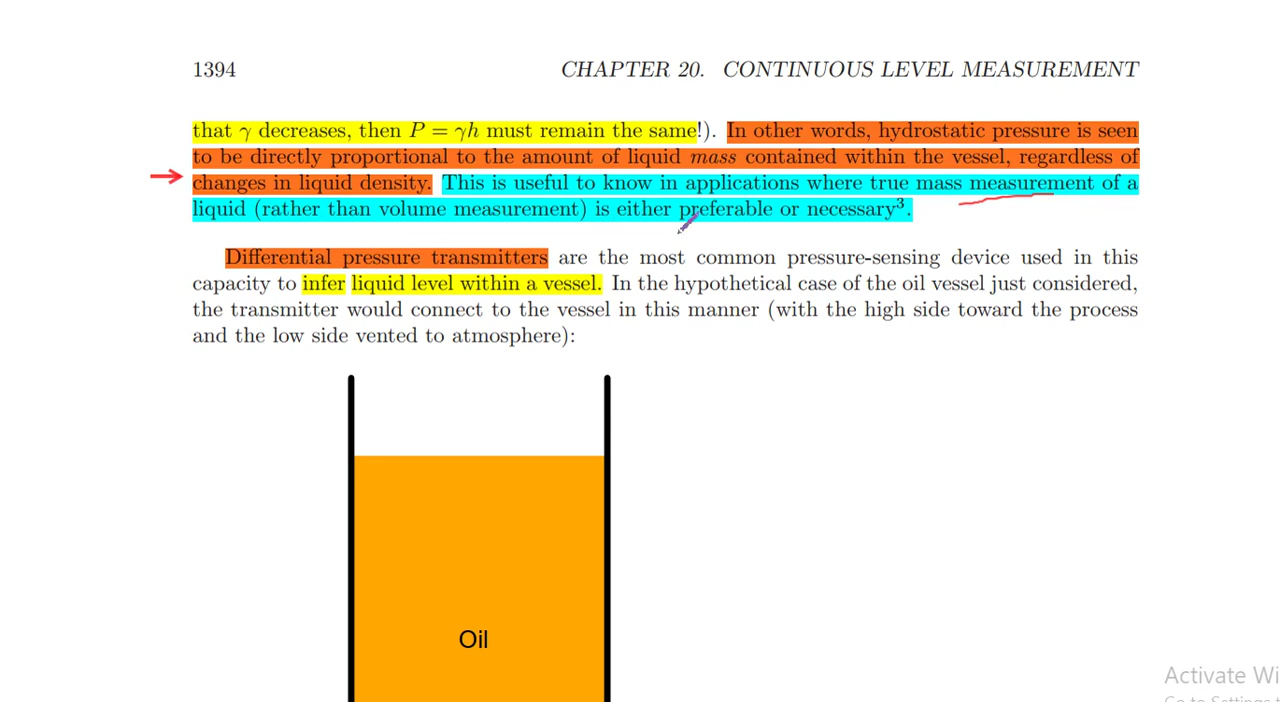 1394
CHAPTER 20. CONTINUOUS LEVEL MEASUREMENT
that γ decreases, then P = γh must remain the same!). In other words, hydrostatic pressure is seen
to be directly proportional to the amount of liquid mass contained within the vessel, regardless of
changes in liquid density. This is useful to know in applications where true mass measurement of a
liquid (rather than volume measurement) is either preferable or necessary³.
Differential pressure transmitters are the most common pressure-sensing device used in this
capacity to infer liquid level within a vessel. In the hypothetical case of the oil vessel just considered,
the transmitter would connect to the vessel in this manner (with the high side toward the process
and the low side vented to atmosphere):
Oil
Activate Wi